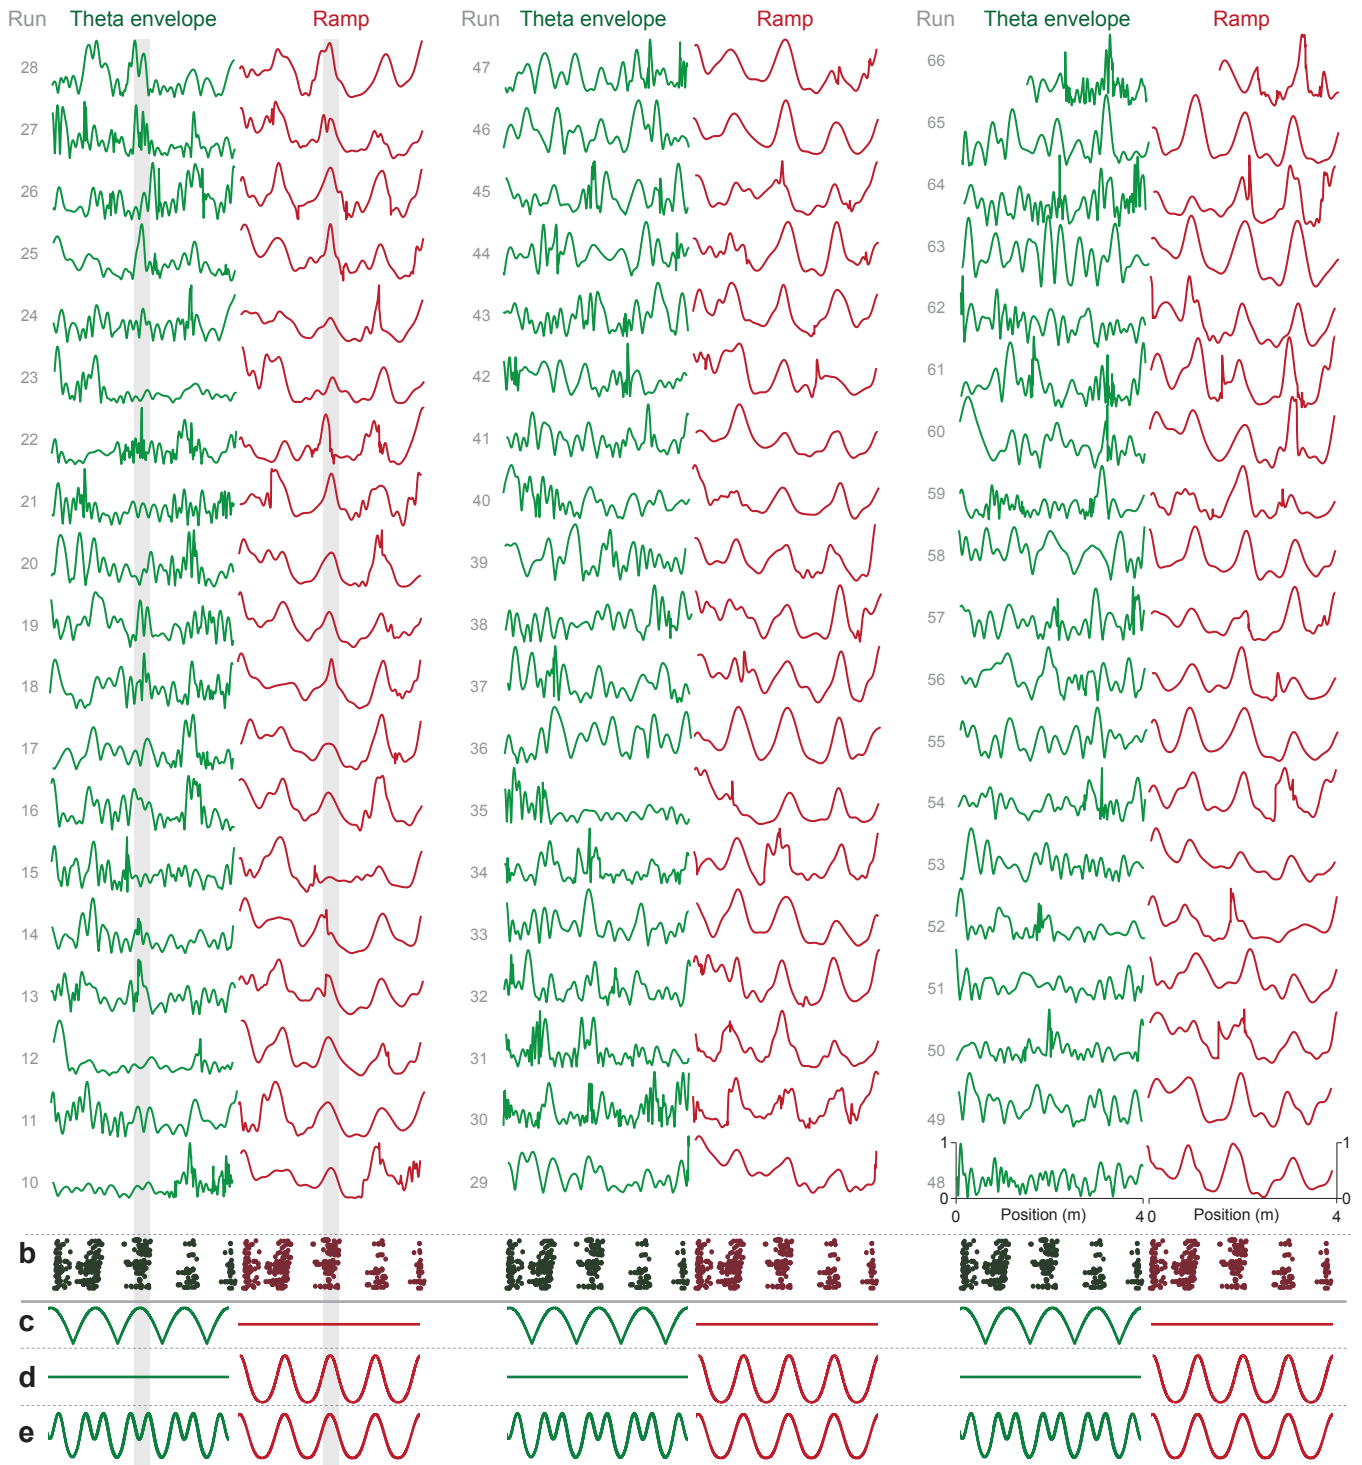 Run Theta envelope Ramp Run Theta envelope Ramp Run Theta envelope Ramp
28 47 66
27 46 65
26 45 64
25 44 63
24 43 62
23 42 61
22 41 60
21 40 59
20 39 58
19 38 57
18 37 56
17 36 55
16 35 54
15 34 53
14 33 52
13 32 51
12 31 50
11 30 49
10 29 48
1 1
0 0
0 Position (m) 4 0 Position (m) 4
b
c
d
e